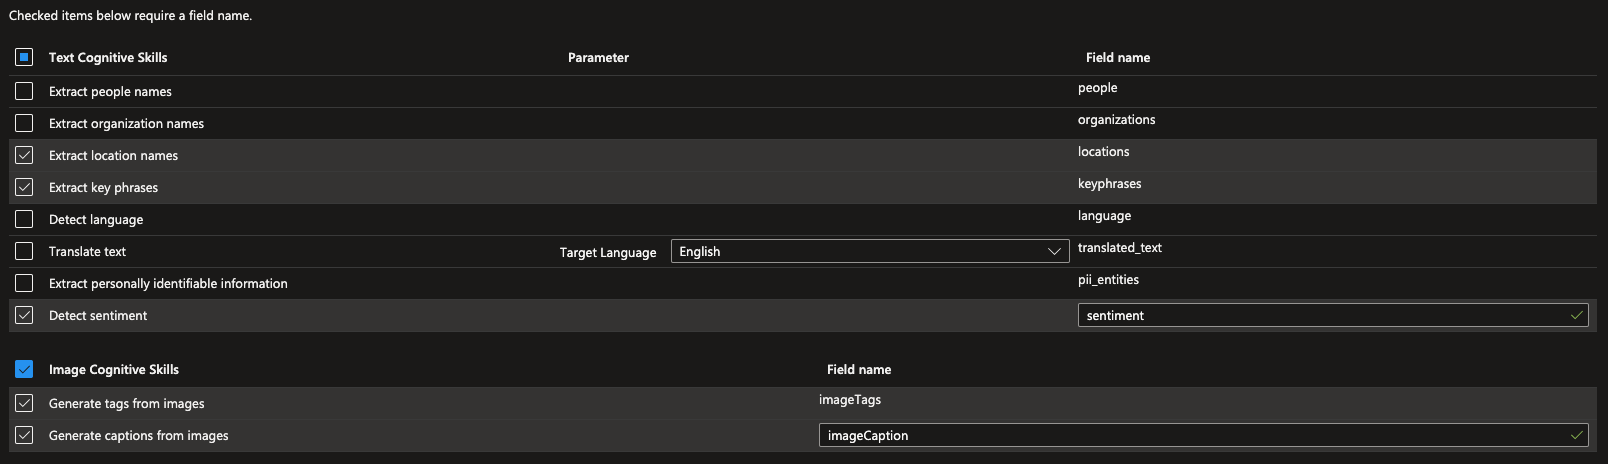 Checked items below require a field name.
Text Cognitive Skills Parameter Field name
Extract people names people
Extract organization names organizations
Extract location names locations
Extract key phrases keyphrases
Detect language language
Translate text Target Language English translated_text
Extract personally identifiable information pii_entities
Detect sentiment sentiment
Image Cognitive Skills Field name
Generate tags from images imageTags
Generate captions from images imageCaption